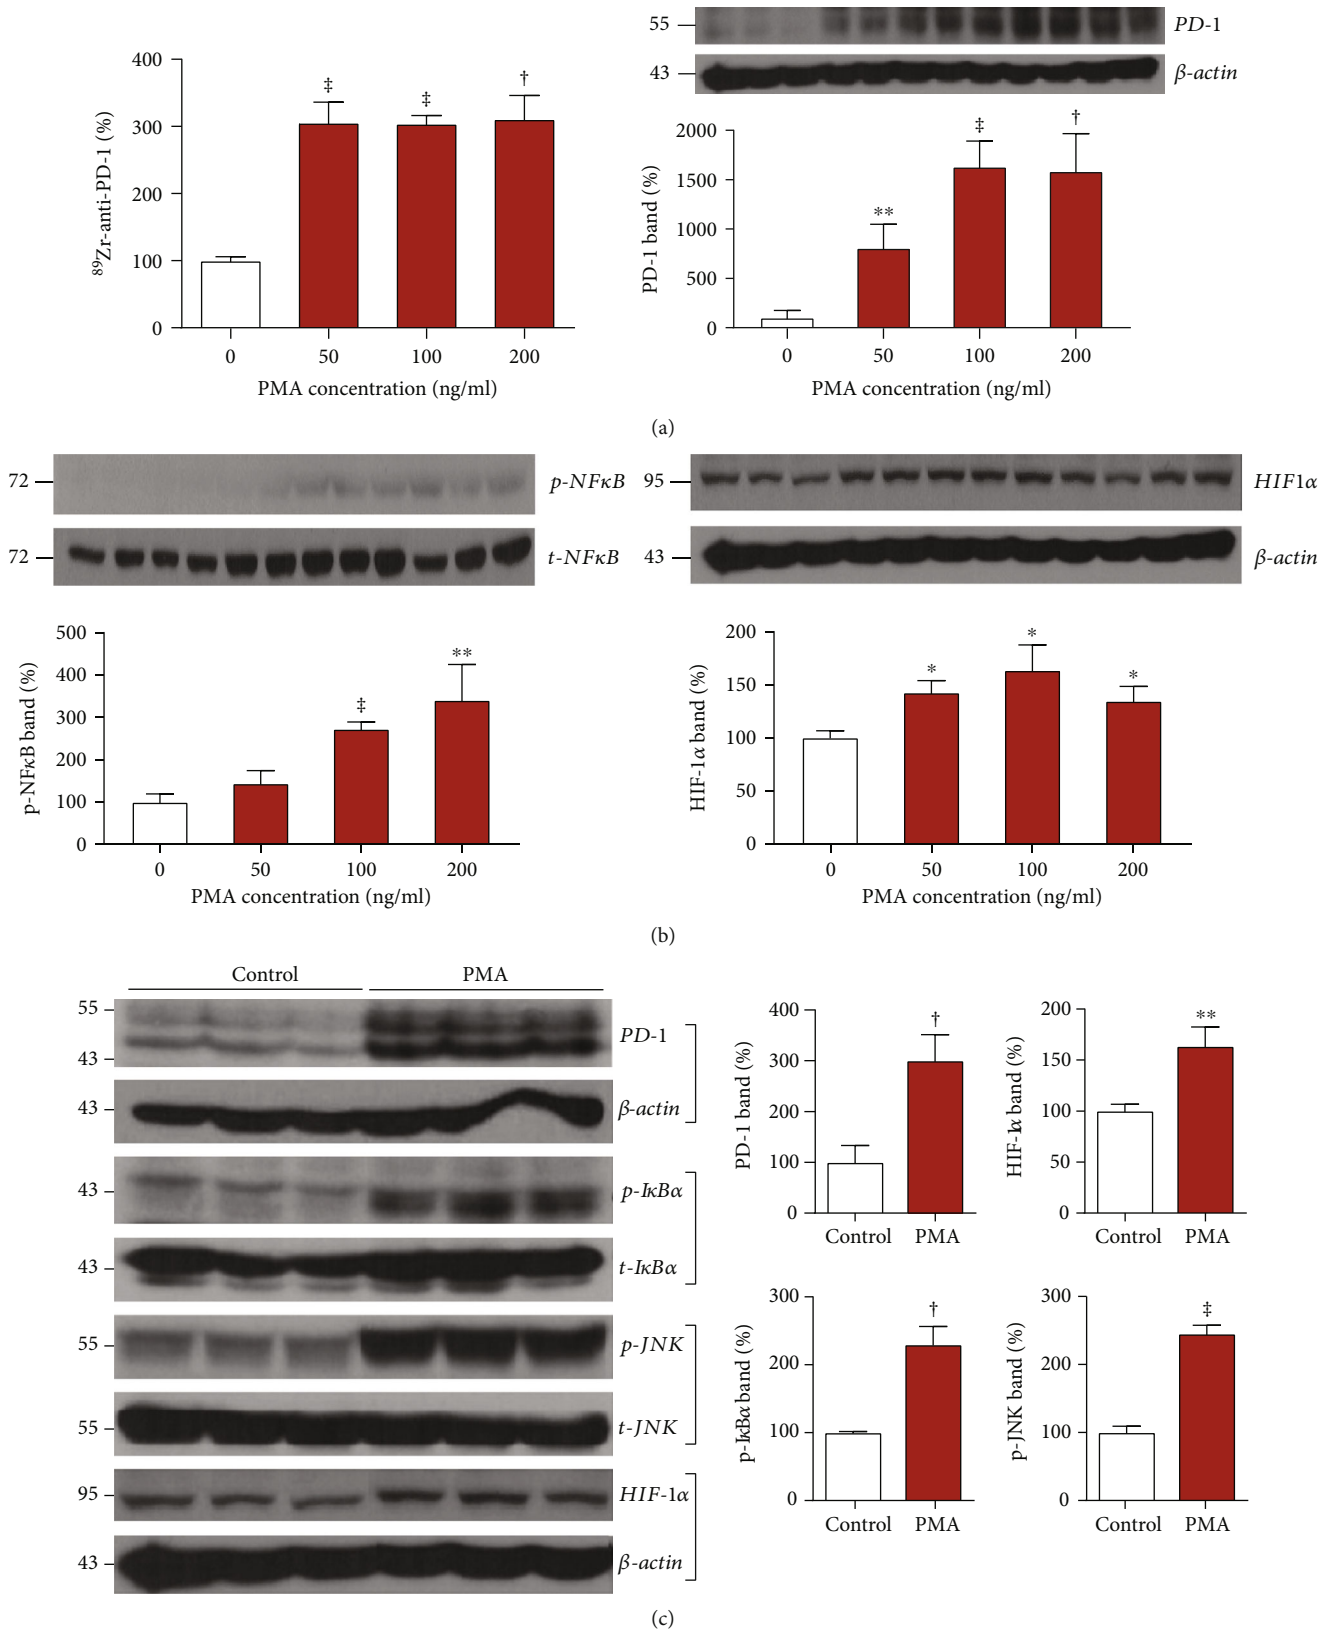 55
PD-1
43
β-actin
400
300
200
100
0
⁸⁹Zr-anti-PD-1 (%)
‡
‡
†
0 50 100 200
PMA concentration (ng/ml)
2000
1500
1000
500
0
PD-1 band (%)
**
‡
†
0 50 100 200
PMA concentration (ng/ml)
(a)
72
p-NFκB
72
t-NFκB
95
HIF1α
43
β-actin
500
400
300
200
100
0
p-NFκB band (%)
‡
**
0 50 100 200
PMA concentration (ng/ml)
200
150
100
50
0
HIF-1α band (%)
*
*
*
0 50 100 200
PMA concentration (ng/ml)
(b)
Control PMA
55
43
PD-1
43
β-actin
43
p-IκBα
43
t-IκBα
55
p-JNK
55
t-JNK
95
HIF-1α
43
β-actin
400
300
200
100
0
PD-1 band (%)
†
Control PMA
200
150
100
50
0
HIF-1α band (%)
**
Control PMA
300
200
100
0
p-IκBα band (%)
†
Control PMA
300
200
100
0
p-JNK band (%)
‡
Control PMA
(c)